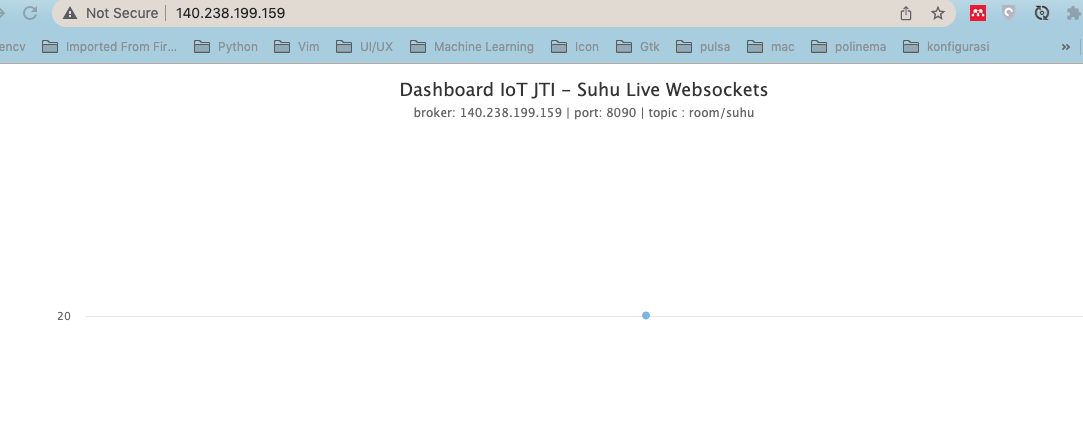 Not Secure | 140.238.199.159
encv Imported From Fir... Python Vim UI/UX Machine Learning Icon Gtk pulsa mac polinema konfigurasi »
Dashboard IoT JTI - Suhu Live Websockets
broker: 140.238.199.159 | port: 8090 | topic : room/suhu
20